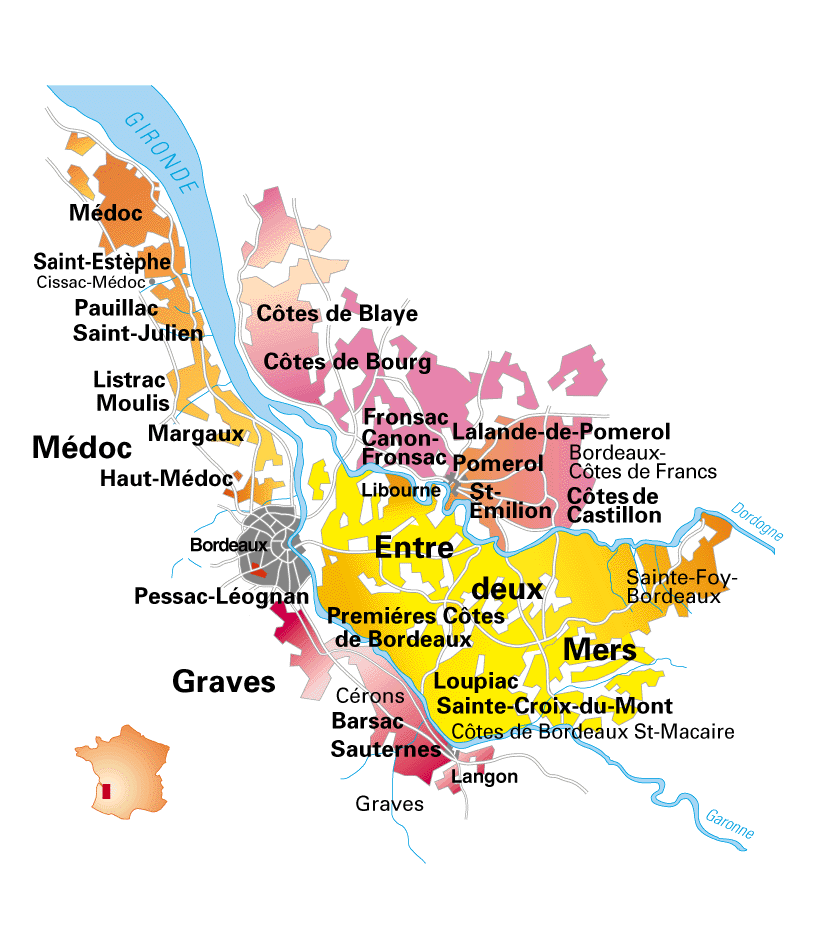 GIRONDE
Médoc
Saint-Estèphe
Cissac-Médoc
Pauillac
Saint-Julien
Côtes de Blaye
Côtes de Bourg
Listrac
Moulis
Margaux
Médoc
Haut-Médoc
Fronsac
Canon-
Fronsac
Lalande-de-Pomerol
Pomerol
Bordeaux-
Côtes de Francs
Libourne
St-
Emilion
Côtes de
Castillon
Dordogne
Bordeaux
Entre
deux
Mers
Sainte-Foy-
Bordeaux
Pessac-Léognan
Premiéres Côtes
de Bordeaux
Graves
Loupiac
Sainte-Croix-du-Mont
Côtes de Bordeaux St-Macaire
Cérons
Barsac
Sauternes
Langon
Graves
Garonne